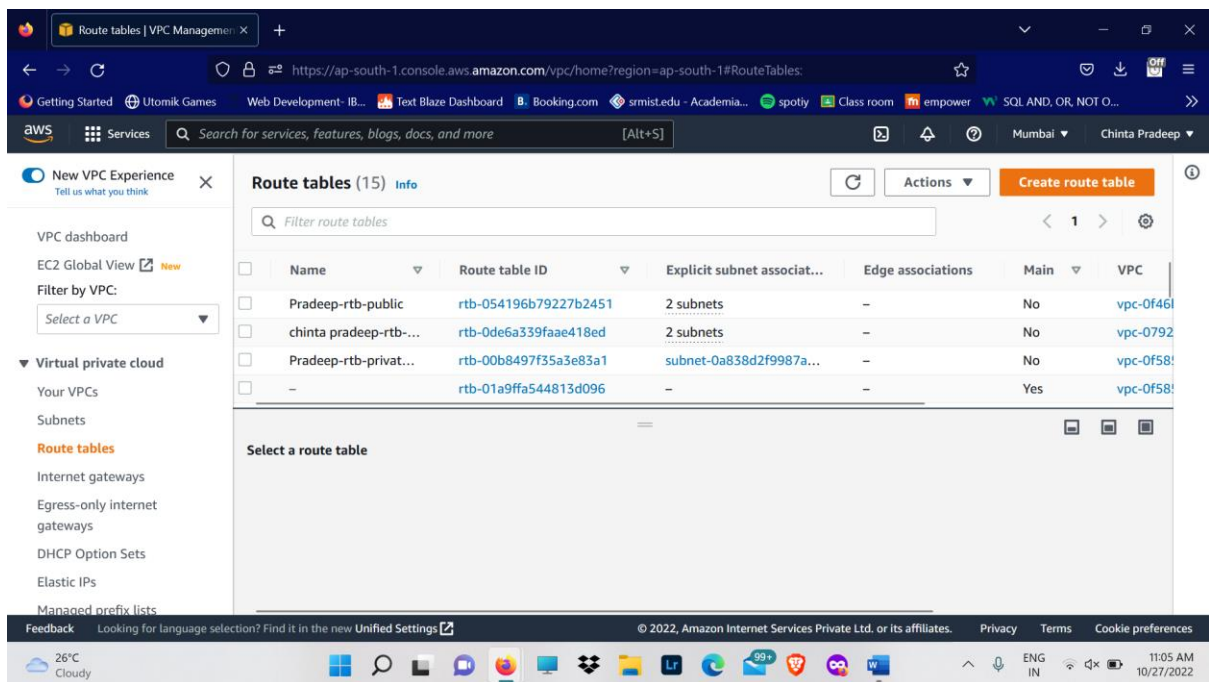 Route tables | VPC Managemen
https://ap-south-1.console.aws.amazon.com/vpc/home?region=ap-south-1#RouteTables:
Off
Getting Started Utomik Games Web Development- IB... Text Blaze Dashboard B. Booking.com srmist.edu - Academia... spotiy Class room empower SQL AND, OR, NOT O...
aws Services Search for services, features, blogs, docs, and more [Alt+S] Mumbai Chinta Pradeep
New VPC Experience
Tell us what you think
Route tables (15) Info
Actions
Create route table
Filter route tables
1
VPC dashboard
EC2 Global View New
Filter by VPC:
Select a VPC
Virtual private cloud
Your VPCs
Subnets
Route tables
Internet gateways
Egress-only internet
gateways
DHCP Option Sets
Elastic IPs
Managed prefix lists
Name Route table ID Explicit subnet associat... Edge associations Main VPC
Pradeep-rtb-public rtb-054196b79227b2451 2 subnets – No vpc-0f46
chinta pradeep-rtb-... rtb-0de6a339faae418ed 2 subnets – No vpc-0792
Pradeep-rtb-privat... rtb-00b8497f35a3e83a1 subnet-0a838d2f9987a... – No vpc-0f585
– rtb-01a9ffa544813d096 – – Yes vpc-0f585
Select a route table
Feedback Looking for language selection? Find it in the new Unified Settings © 2022, Amazon Internet Services Private Ltd. or its affiliates. Privacy Terms Cookie preferences
26°C
Cloudy
Lr
99+
ENG
IN
11:05 AM
10/27/2022